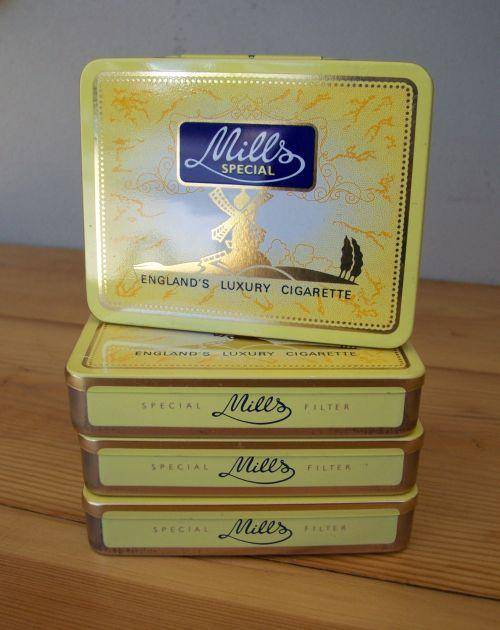 Mills
SPECIAL
ENGLAND'S LUXURY CIGARETTE
ENGLAND'S LUXURY CIGARETTE
SPECIAL Mills FILTER
SPECIAL Mills FILTER
SPECIAL Mills FILTER